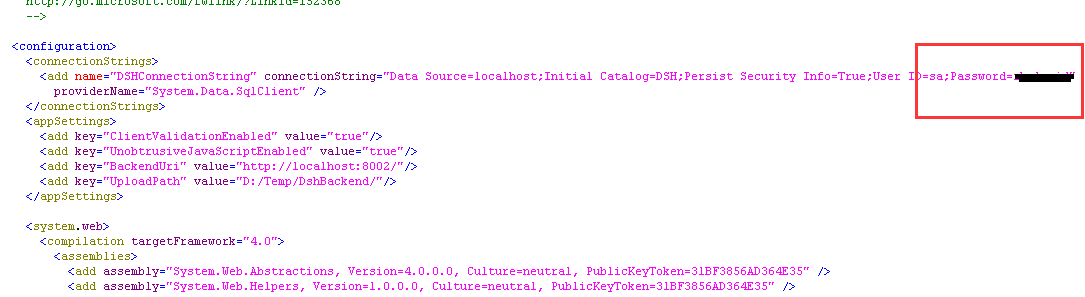 http://go.microsoft.com/fwlink/?LinkId=152368
-->
<configuration>
<connectionStrings>
<add name="DSHConnectionString" connectionString="Data Source=localhost;Initial Catalog=DSH;Persist Security Info=True;User ID=sa;Password=
providerName="System.Data.SqlClient" />
</connectionStrings>
<appSettings>
<add key="ClientValidationEnabled" value="true"/>
<add key="UnobtrusiveJavaScriptEnabled" value="true"/>
<add key="BackendUri" value="http://localhost:8002/"/>
<add key="UploadPath" value="D:/Temp/DshBackend/"/>
</appSettings>
<system.web>
<compilation targetFramework="4.0">
<assemblies>
<add assembly="System.Web.Abstractions, Version=4.0.0.0, Culture=neutral, PublicKeyToken=31BF3856AD364E35" />
<add assembly="System.Web.Helpers, Version=1.0.0.0, Culture=neutral, PublicKeyToken=31BF3856AD364E35" />